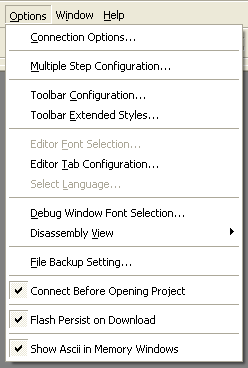 Options Window Help
Connection Options...
Multiple Step Configuration...
Toolbar Configuration...
Toolbar Extended Styles...
Editor Font Selection...
Editor Tab Configuration...
Select Language...
Debug Window Font Selection...
Disassembly View
File Backup Setting...
Connect Before Opening Project
Flash Persist on Download
Show Ascii in Memory Windows